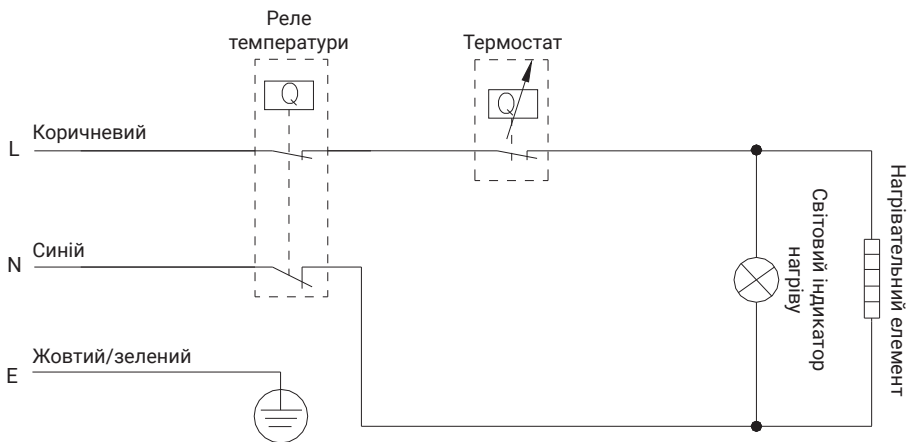 Реле
температури
Термостат
Q
Q
L
Коричневий
N
Синій
E
Жовтий/зелений
Світовий індикатор
нагріву
Нагрівательний елемент